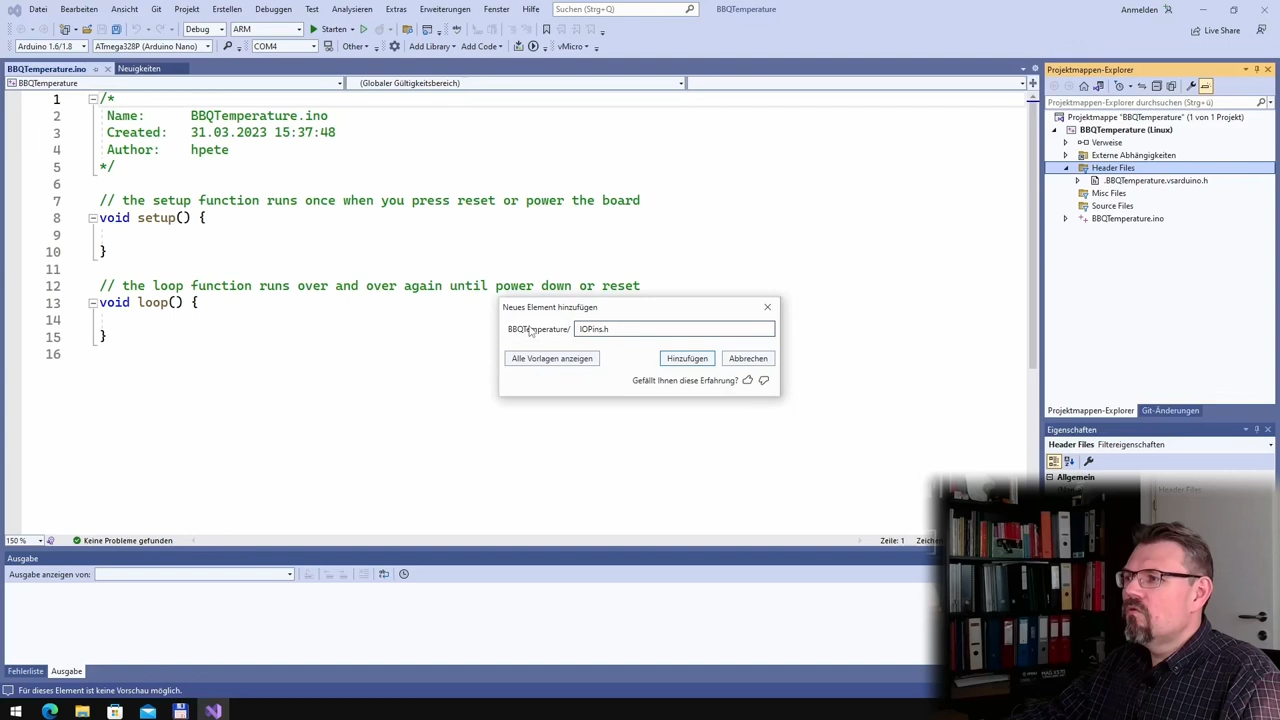 Datei Bearbeiten Ansicht Git Projekt Erstellen Debuggen Test Analysieren Extras Erweiterungen Fenster Hilfe Suchen (Strg+Q) BBQTemperature Anmelden
Debug ARM Starten Live Share
Arduino 1.6/1.8 ATmega328P (Arduino Nano) COM4 Other Add Library Add Code vMicro
BBQTemperature.ino Neuigkeiten
BBQTemperature (Globaler Gültigkeitsbereich)
1 /*
2 Name: BBQTemperature.ino
3 Created: 31.03.2023 15:37:48
4 Author: hpete
5 */
6
7 // the setup function runs once when you press reset or power the board
8 void setup() {
9
10 }
11
12 // the loop function runs over and over again until power down or reset
13 void loop() {
14
15 }
16
Neues Element hinzufügen
BBQTemperature/ IOPins.h
Alle Vorlagen anzeigen Hinzufügen Abbrechen
Gefällt Ihnen diese Erfahrung?
150 % Keine Probleme gefunden Zeile: 1 Zeichen
Ausgabe
Ausgabe anzeigen von:
Fehlerliste Ausgabe
Für dieses Element ist keine Vorschau möglich.
Projektmappen-Explorer
Projektmappen-Explorer durchsuchen (Strg+ü)
Projektmappe "BBQTemperature" (1 von 1 Projekt)
BBQTemperature (Linux)
Verweise
Externe Abhängigkeiten
Header Files
.BBQTemperature.vsarduino.h
Misc Files
Source Files
BBQTemperature.ino
Projektmappen-Explorer Git-Änderungen
Eigenschaften
Header Files Filtereigenschaften
Allgemein